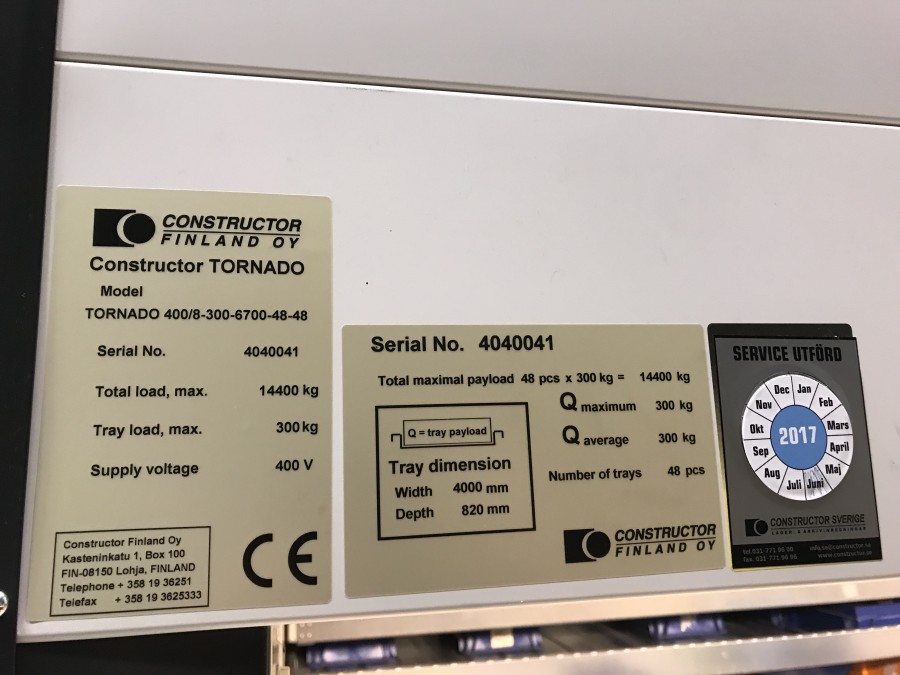 CONSTRUCTOR
FINLAND OY
Constructor TORNADO
Model
TORNADO 400/8-300-6700-48-48
Serial No. 4040041
Total load, max. 14400 kg
Tray load, max. 300 kg
Supply voltage 400 V
Constructor Finland Oy
Kasteninkatu 1, Box 100
FIN-08150 Lohja, FINLAND
Telephone + 358 19 36251
Telefax + 358 19 3625333
CE
Serial No. 4040041
Total maximal payload 48 pcs x 300 kg = 14400 kg
Q = tray payload
Tray dimension
Width 4000 mm
Depth 820 mm
Q maximum 300 kg
Q average 300 kg
Number of trays 48 pcs
CONSTRUCTOR
FINLAND OY
SERVICE UTFÖRD
Jan
Feb
Mars
April
Maj
Juni
Juli
Aug
Sep
Okt
Nov
Dec
2017
CONSTRUCTOR SVERIGE
LAGER- & ARKIVINREDNINGAR